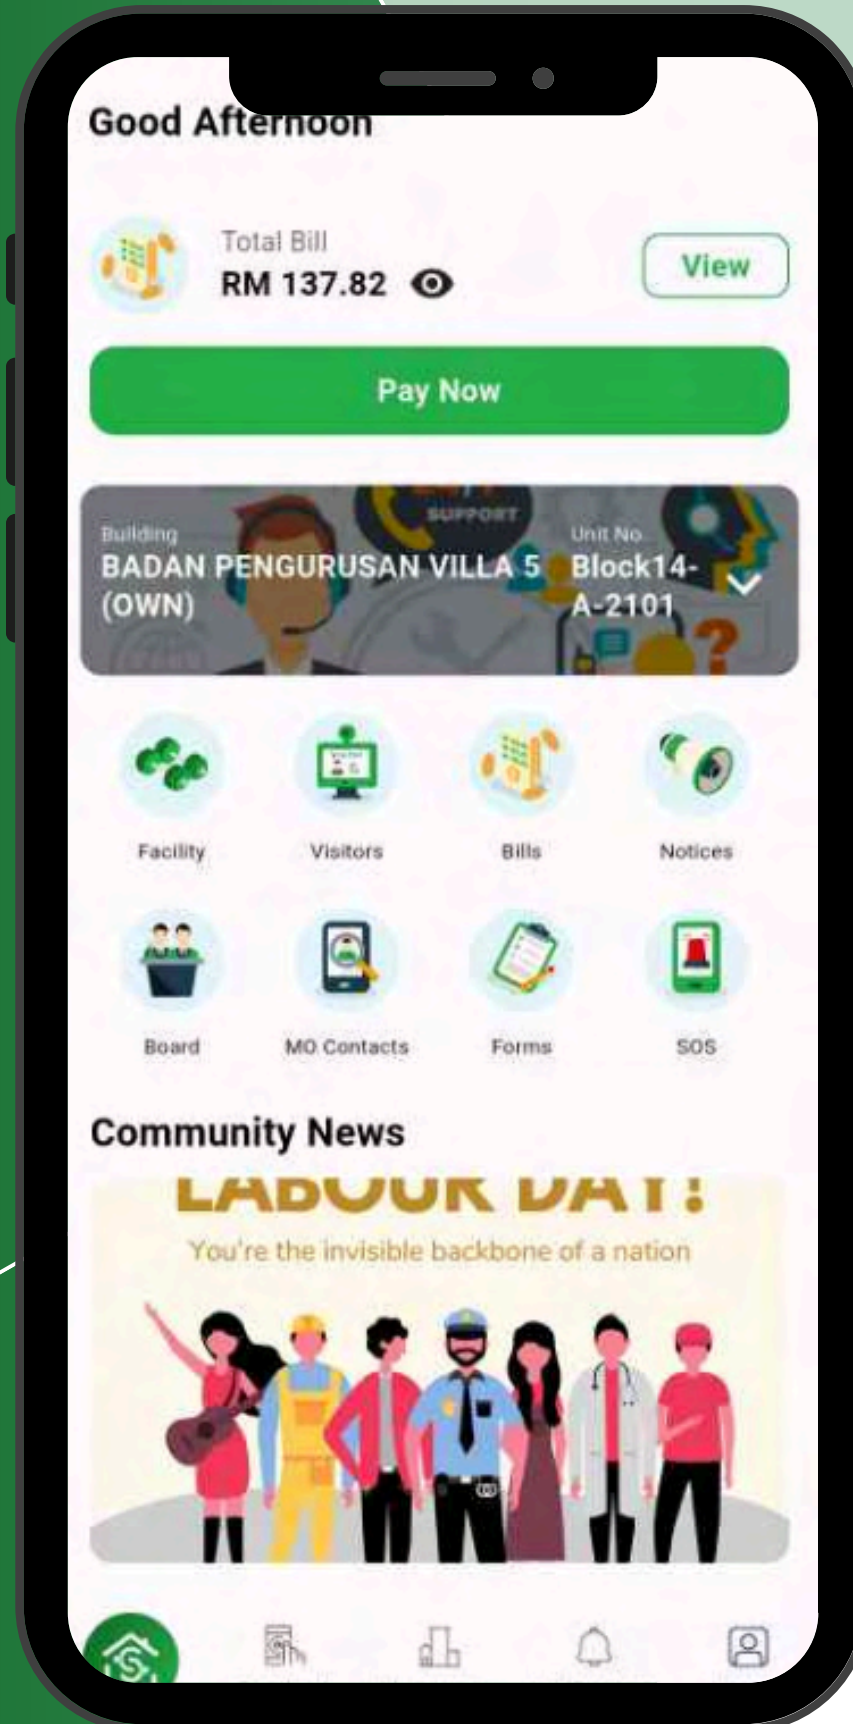 Good Afternoon
Total Bill
RM 137.82
View
Pay Now
SUPPORT
Building
Unit No.
BADAN PENGURUSAN VILLA 5
(OWN)
Block14-
A-2101
Facility
Visitors
Bills
Notices
Board
MO Contacts
Forms
SOS
Community News
LABOUR DAY!
You're the invisible backbone of a nation